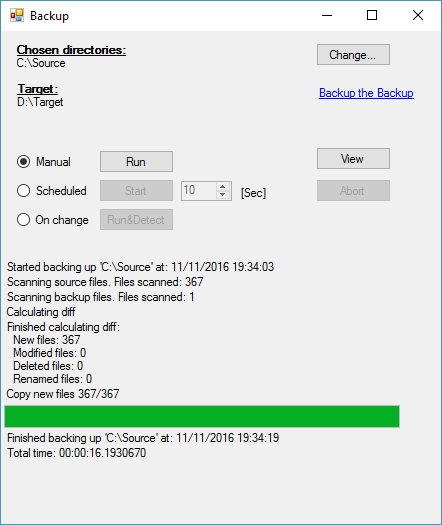 Backup
Chosen directories:
C:\Source
Change...
Target:
D:\Target
Backup the Backup
Manual
Run
View
Scheduled
Start
10
[Sec]
Abort
On change
Run&Detect
Started backing up 'C:\Source' at: 11/11/2016 19:34:03
Scanning source files. Files scanned: 367
Scanning backup files. Files scanned: 1
Calculating diff
Finished calculating diff:
New files: 367
Modified files: 0
Deleted files: 0
Renamed files: 0
Copy new files 367/367
Finished backing up 'C:\Source' at: 11/11/2016 19:34:19
Total time: 00:00:16.1930670